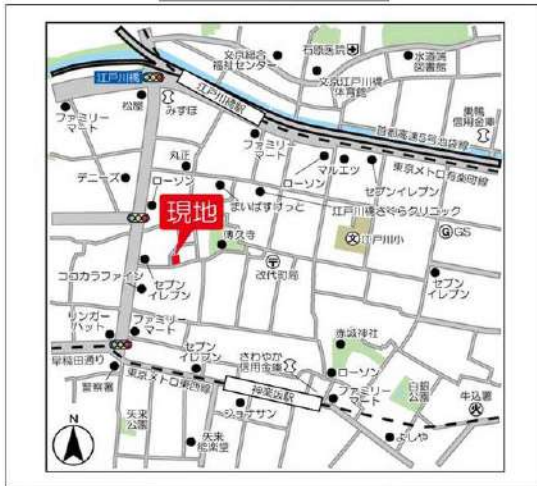 文京総合
福祉センター
石原医院
水道端
図書館
文京江戸川橋
体育館
江戸川橋
江戸川橋駅
松屋
みずほ
ファミリー
マート
巣鴨
信用金庫
首都高速5号池袋線
ファミリー
マート
丸正
マルエツ
東京メトロ有楽町線
デニーズ
ローソン
ローソン
セブンイレブン
まいばすけっと
江戸川橋さくらクリニック
現地
江戸川小
GS
改代町局
ココカラファイン
セブン
イレブン
セブン
イレブン
リンガー
ハット
ファミリー
マート
赤城神社
早稲田通り
セブン
イレブン
さわやか
信用金庫
ローソン
警察署
東京メトロ東西線
神楽坂駅
ファミリー
マート
白銀
公園
牛込署
矢来
公園
ジョナサン
矢来
能楽堂
よしや
N